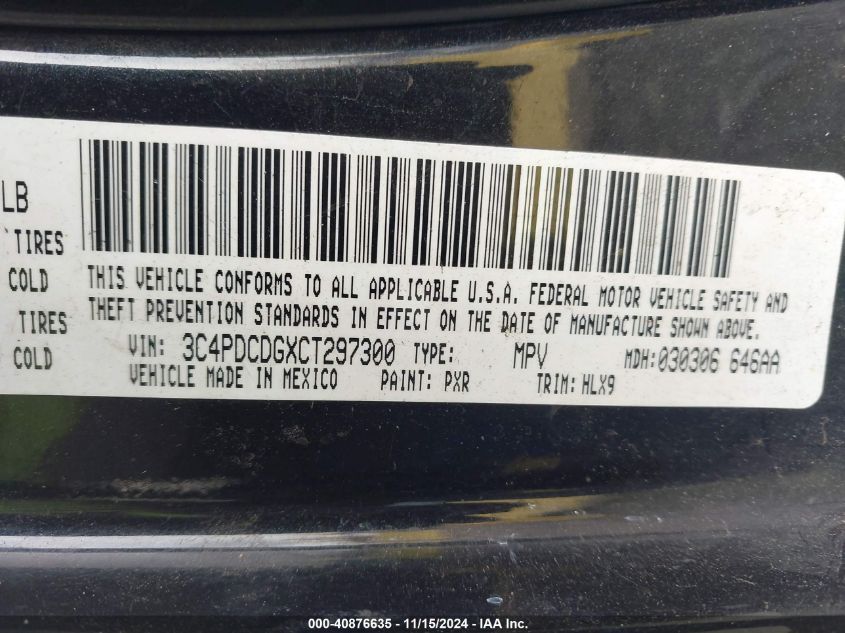 LB
TIRES
COLD
TIRES
COLD
THIS VEHICLE CONFORMS TO ALL APPLICABLE U.S.A. FEDERAL MOTOR VEHICLE SAFETY AND
THEFT PREVENTION STANDARDS IN EFFECT ON THE DATE OF MANUFACTURE SHOWN ABOVE.
VIN: 3C4PDCDGXCT297300 TYPE: MPV MDH:030306 646AA
VEHICLE MADE IN MEXICO PAINT: PXR TRIM: HLX9
000-40876635 - 11/15/2024 - IAA Inc.